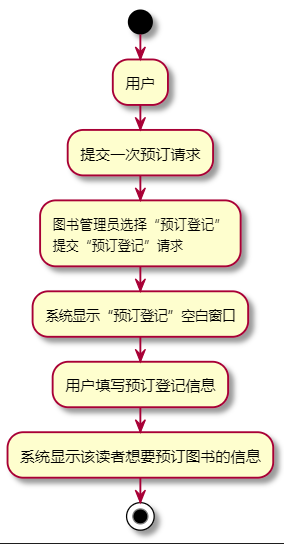 用户
提交一次预订请求
图书管理员选择“预订登记”
提交“预订登记”请求
系统显示“预订登记”空白窗口
用户填写预订登记信息
系统显示该读者想要预订图书的信息